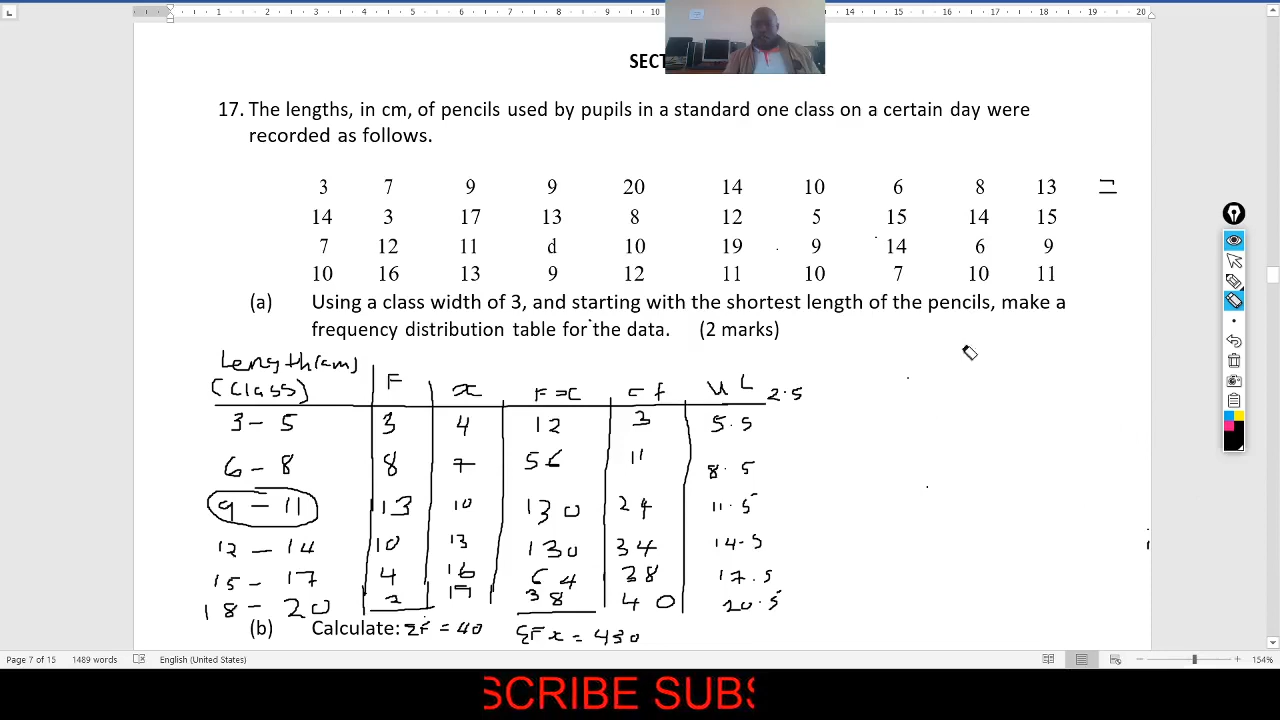 SECT
17. The lengths, in cm, of pencils used by pupils in a standard one class on a certain day were
recorded as follows.
3 7 9 9 20 14 10 6 8 13
14 3 17 13 8 12 5 15 14 15
7 12 11 d 10 19 9 14 6 9
10 16 13 9 12 11 10 7 10 11
(a) Using a class width of 3, and starting with the shortest length of the pencils, make a
frequency distribution table for the data. (2 marks)
Length(cm)
(Class) F x Fx cf UL 2.5
3 - 5 3 4 12 3 5.5
6 - 8 8 7 56 11 8.5
9 - 11 13 10 130 24 11.5
12 - 14 10 13 130 34 14.5
15 - 17 4 16 64 38 17.5
18 - 20 2 19 38 40 20.5
(b) Calculate: ΣF = 40 ΣFx = 430
Page 7 of 15 1489 words English (United States) 154%
SCRIBE SUBS